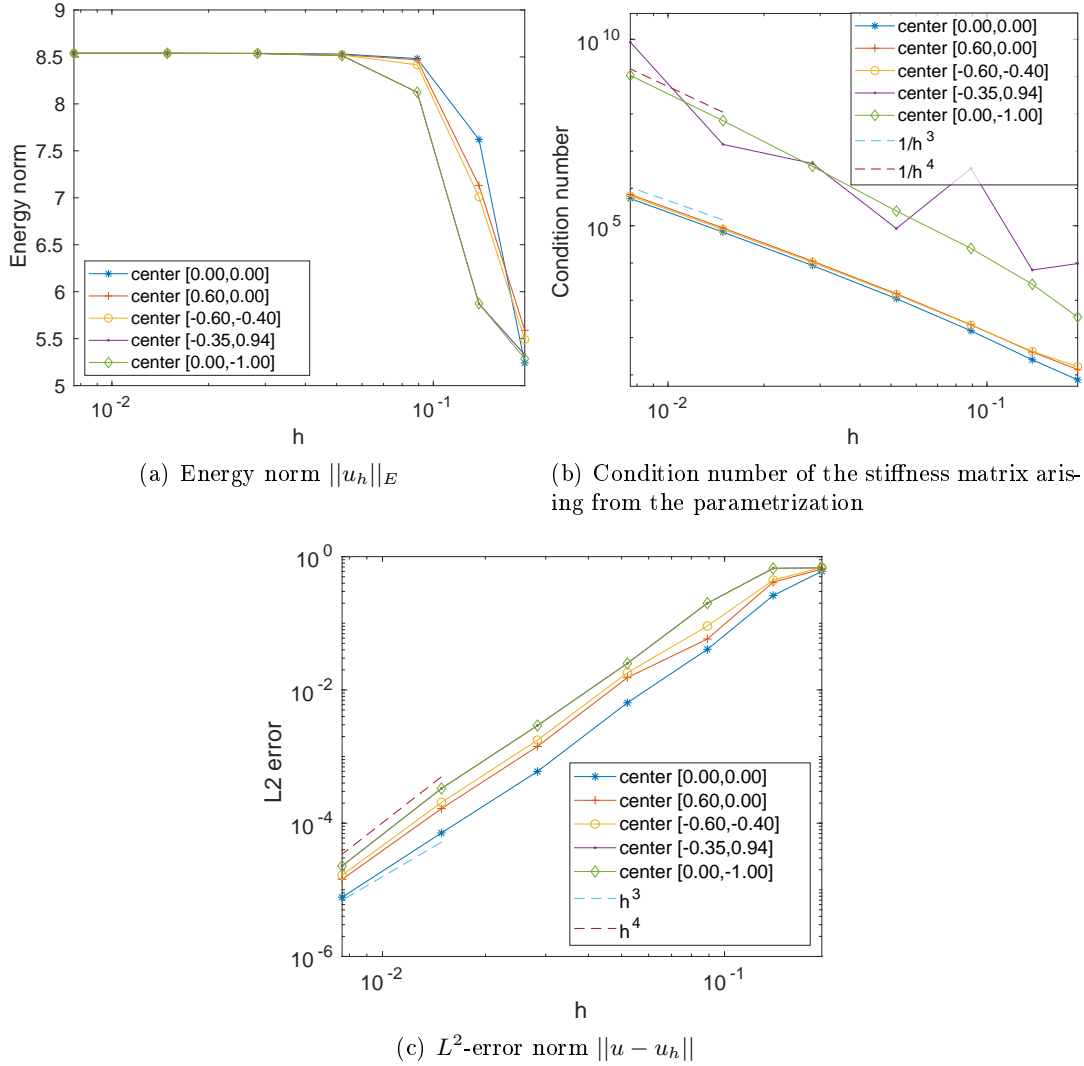 9
8.5
8
7.5
7
6.5
6
5.5
5
Energy norm
center [0.00,0.00]
center [0.60,0.00]
center [-0.60,-0.40]
center [-0.35,0.94]
center [0.00,-1.00]
10^-2
10^-1
h
(a) Energy norm ||u_h||_E
10^10
10^5
Condition number
center [0.00,0.00]
center [0.60,0.00]
center [-0.60,-0.40]
center [-0.35,0.94]
center [0.00,-1.00]
1/h^3
1/h^4
10^-2
10^-1
h
(b) Condition number of the stiffness matrix aris-
ing from the parametrization
10^0
10^-2
10^-4
10^-6
L2 error
center [0.00,0.00]
center [0.60,0.00]
center [-0.60,-0.40]
center [-0.35,0.94]
center [0.00,-1.00]
h^3
h^4
10^-2
10^-1
h
(c) L^2-error norm ||u − u_h||